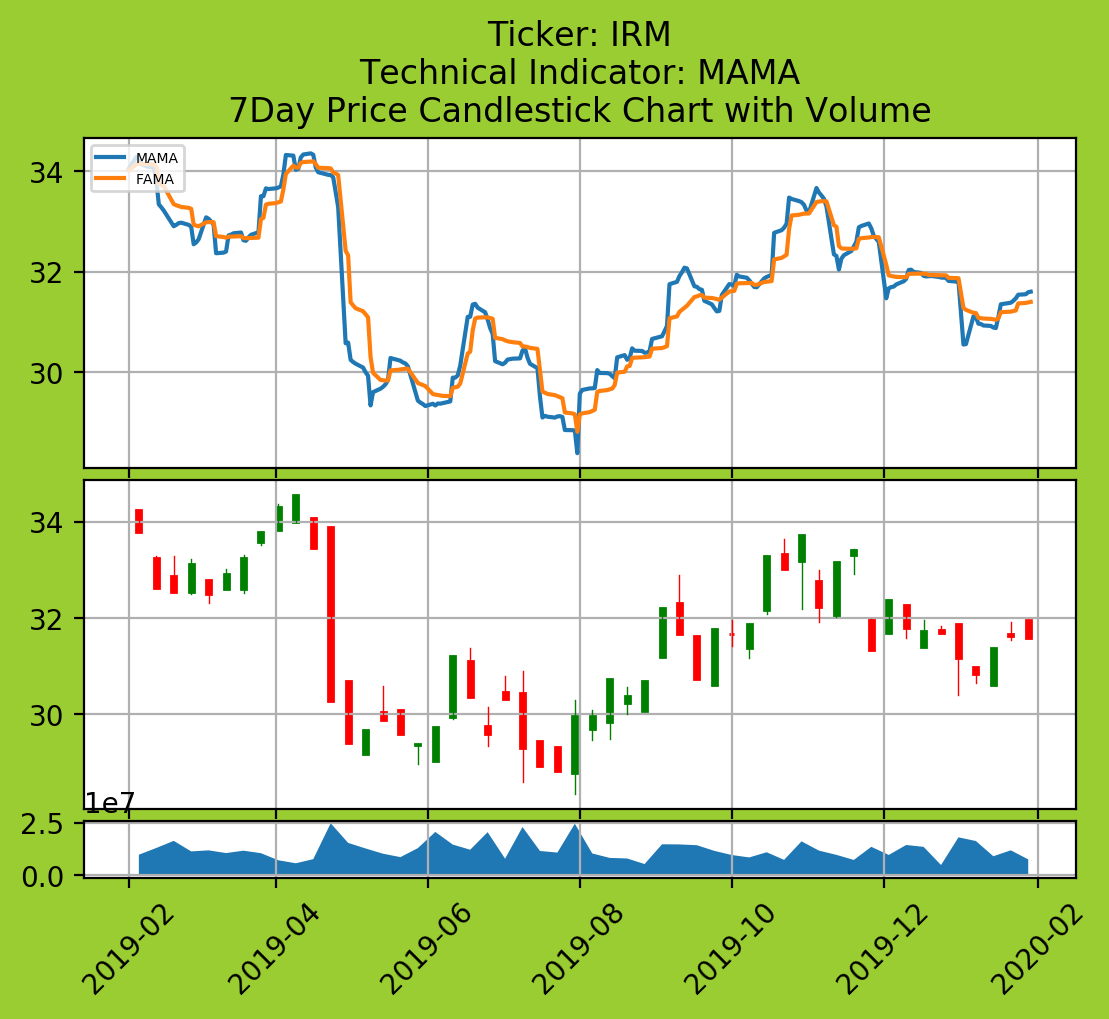 Ticker: IRM
Technical Indicator: MAMA
7Day Price Candlestick Chart with Volume
MAMA
FAMA
34
32
30
34
32
30
1e7
2.5
0.0
2019-02
2019-04
2019-06
2019-08
2019-10
2019-12
2020-02